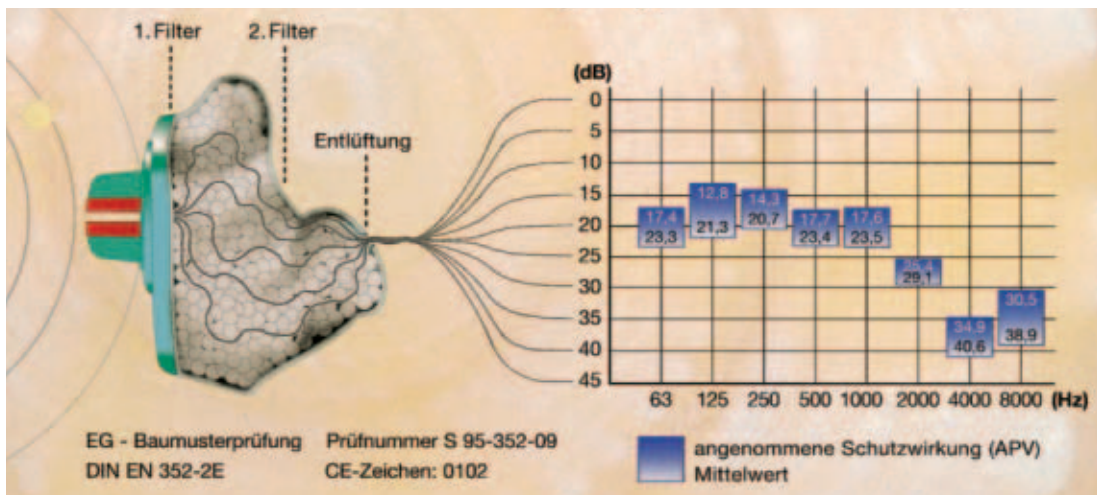 1. Filter
2. Filter
Entlüftung
(dB)
0
5
10
15
20
25
30
35
40
45
17,4
23,3
12,8
21,3
14,3
20,7
17,7
23,4
17,6
23,5
29,1
34,9
40,6
30,5
38,9
63 125 250 500 1000 2000 4000 8000 (Hz)
EG - Baumusterprüfung Prüfnummer S 95-352-09
DIN EN 352-2E CE-Zeichen: 0102
angenommene Schutzwirkung (APV)
Mittelwert